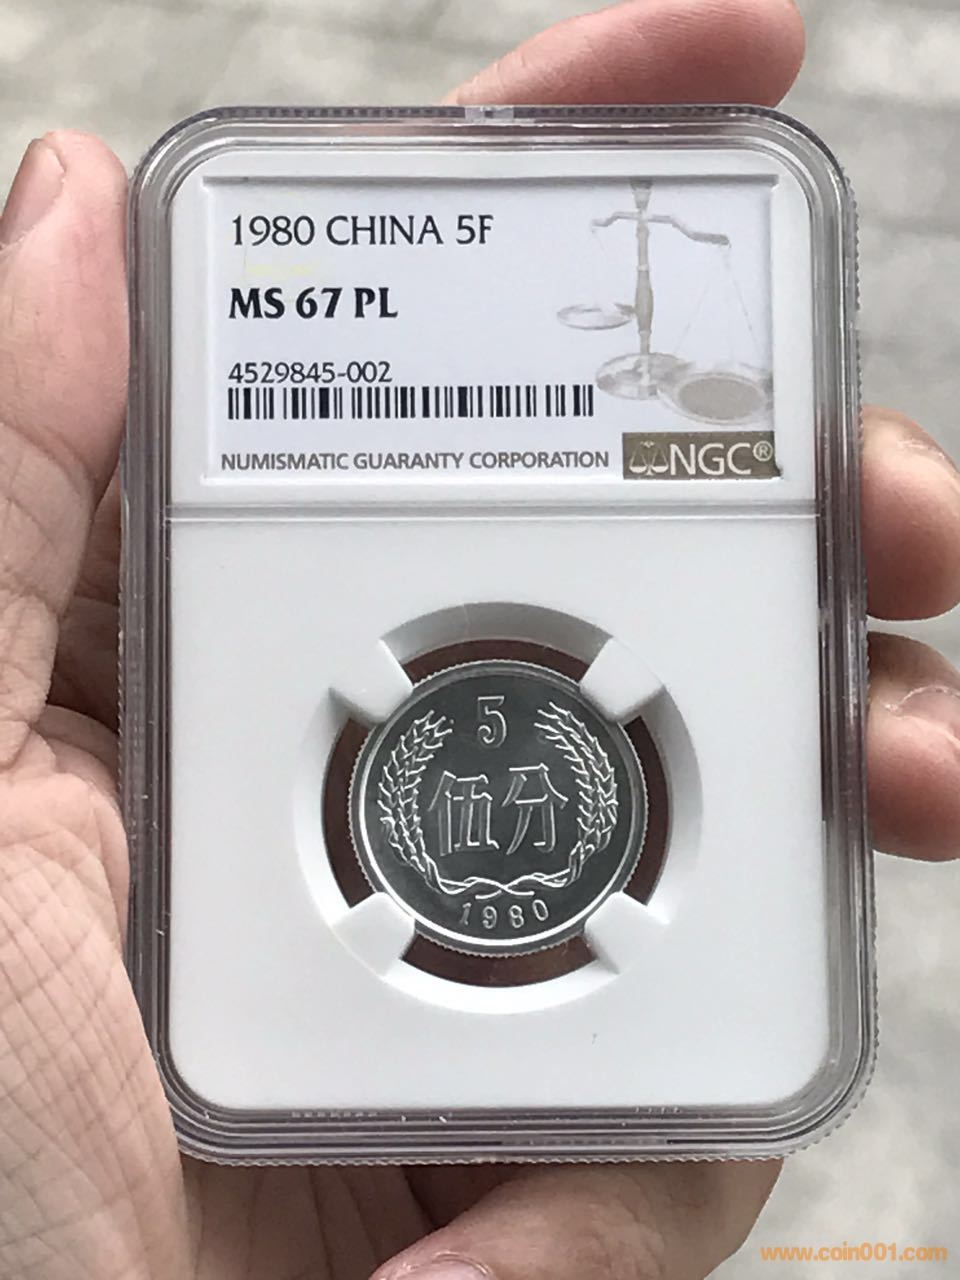 1980 CHINA 5F
MS 67 PL
4529845-002
NUMISMATIC GUARANTY CORPORATION
NGC®
5
伍分
1980
www.coin001.com